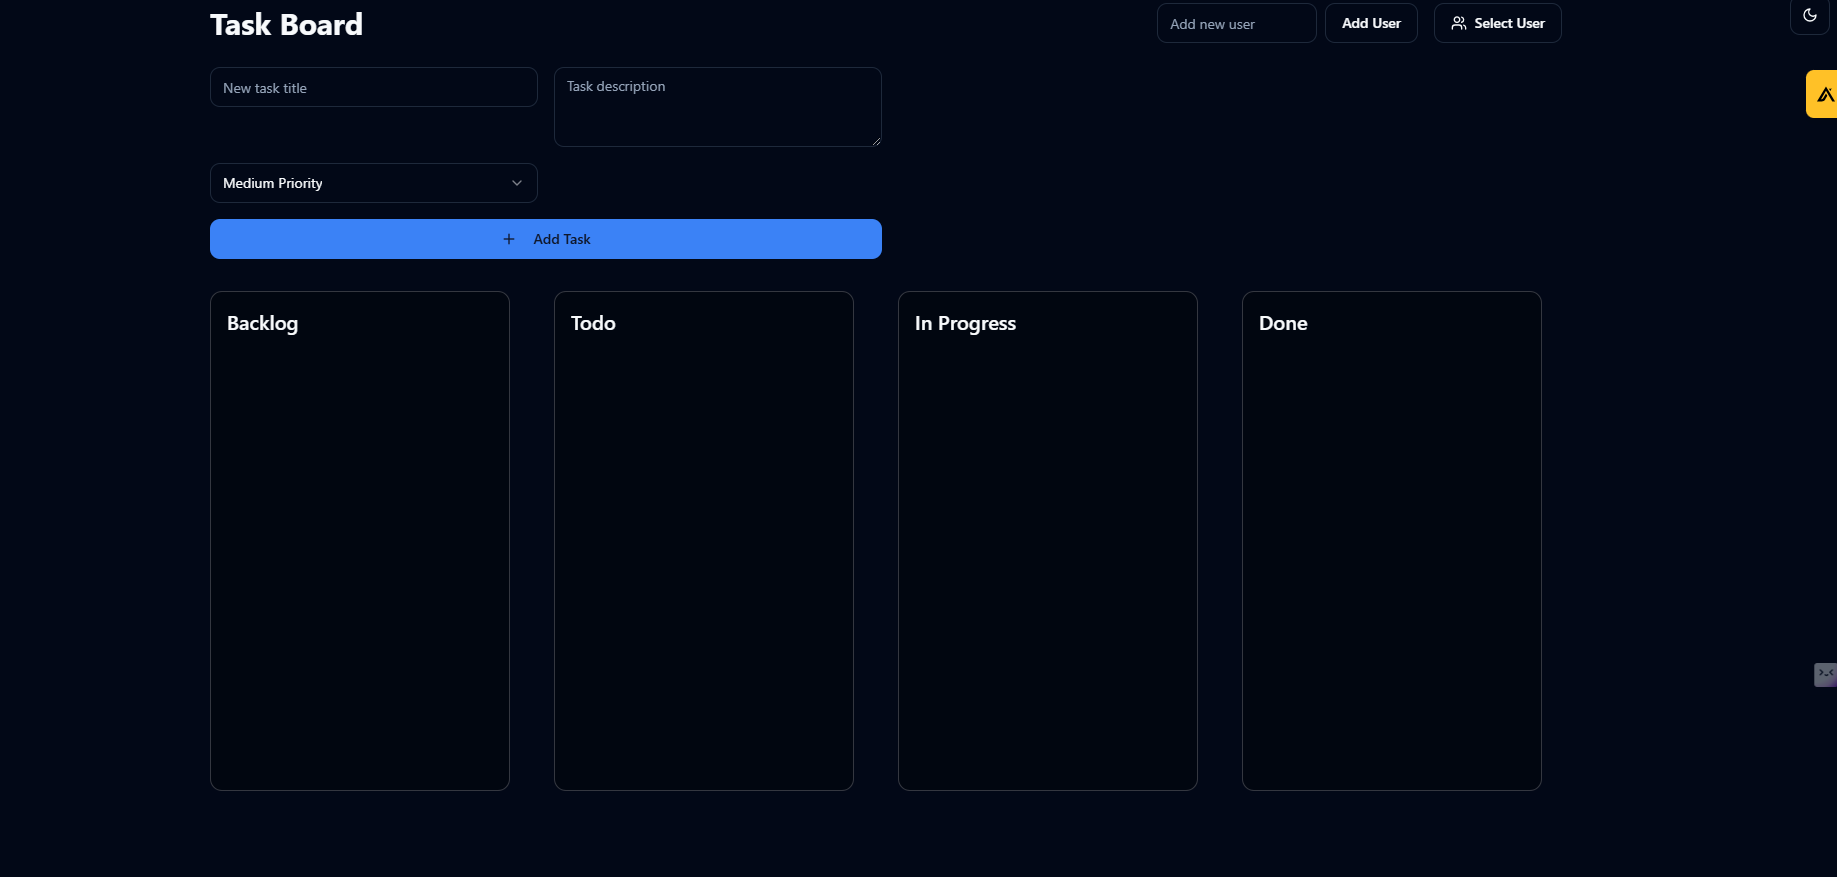 Task Board
Add new user
Add User
Select User
New task title
Task description
Medium Priority
Add Task
Backlog
Todo
In Progress
Done